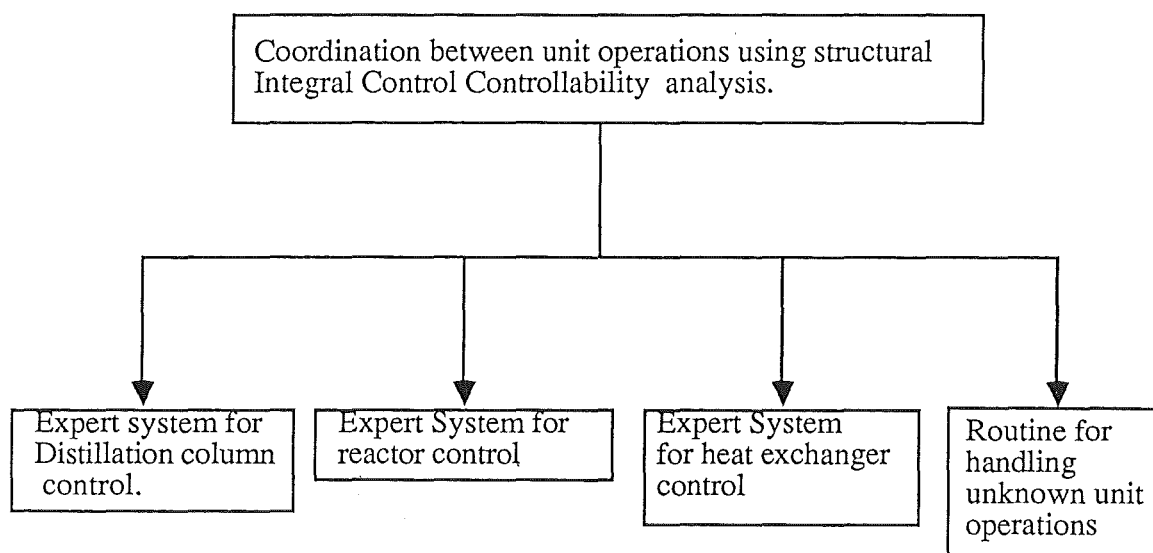 Coordination between unit operations using structural
Integral Control Controllability analysis.
Expert system for
Distillation column
control.
Expert System for
reactor control
Expert System
for heat exchanger
control
Routine for
handling
unknown unit
operations